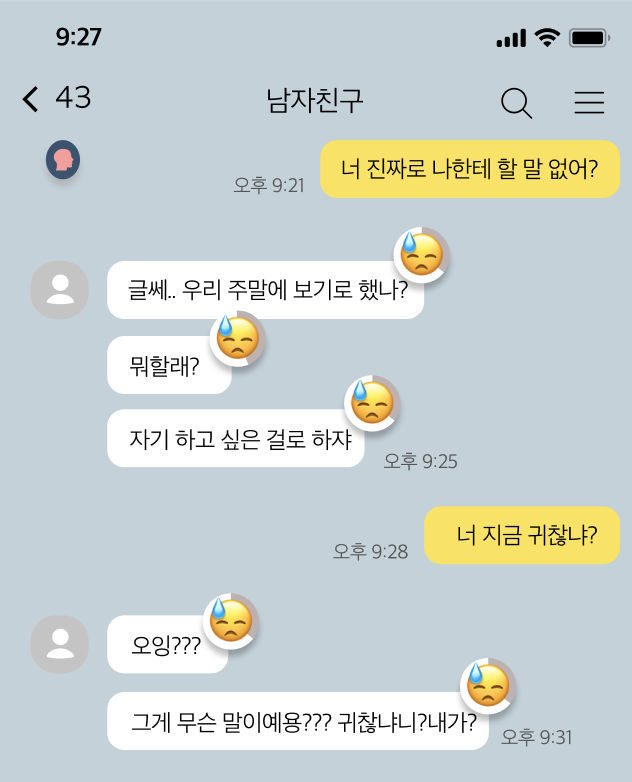 9:27
43
남자친구
너 진짜로 나한테 할 말 없어?
오후 9:21
글쎄.. 우리 주말에 보기로 했나?
뭐할래?
자기 하고 싶은 걸로 하쟈
오후 9:25
너 지금 귀찮냐?
오후 9:28
오잉???
그게 무슨 말이예용??? 귀찮냐니?내가?
오후 9:31